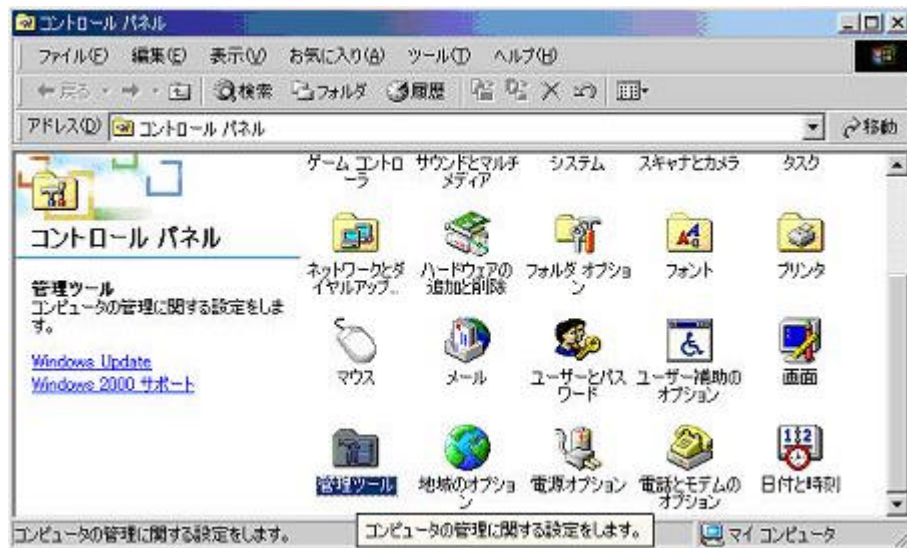 コントロール パネル
ファイル(F) 編集(E) 表示(V) お気に入り(A) ツール(T) ヘルプ(H)
戻る 検索 フォルダ 履歴
アドレス(D) コントロール パネル 移動
コントロール パネル
管理ツール
コンピュータの管理に関する設定をしま
す。
Windows Update
Windows 2000 サポート
ゲーム コントロ
ーラ
サウンドとマルチ
メディア
システム
スキャナとカメラ
タスク
ネットワークとダ
イヤルアップ...
ハードウェアの
追加と削除
フォルダ オプショ
ン
フォント
プリンタ
マウス
メール
ユーザーとパス
ワード
ユーザー補助の
オプション
画面
管理ツール
地域のオプショ
ン
電源オプション
電話とモデムの
オプション
日付と時刻
コンピュータの管理に関する設定をします。
コンピュータの管理に関する設定をします。
マイ コンピュータ